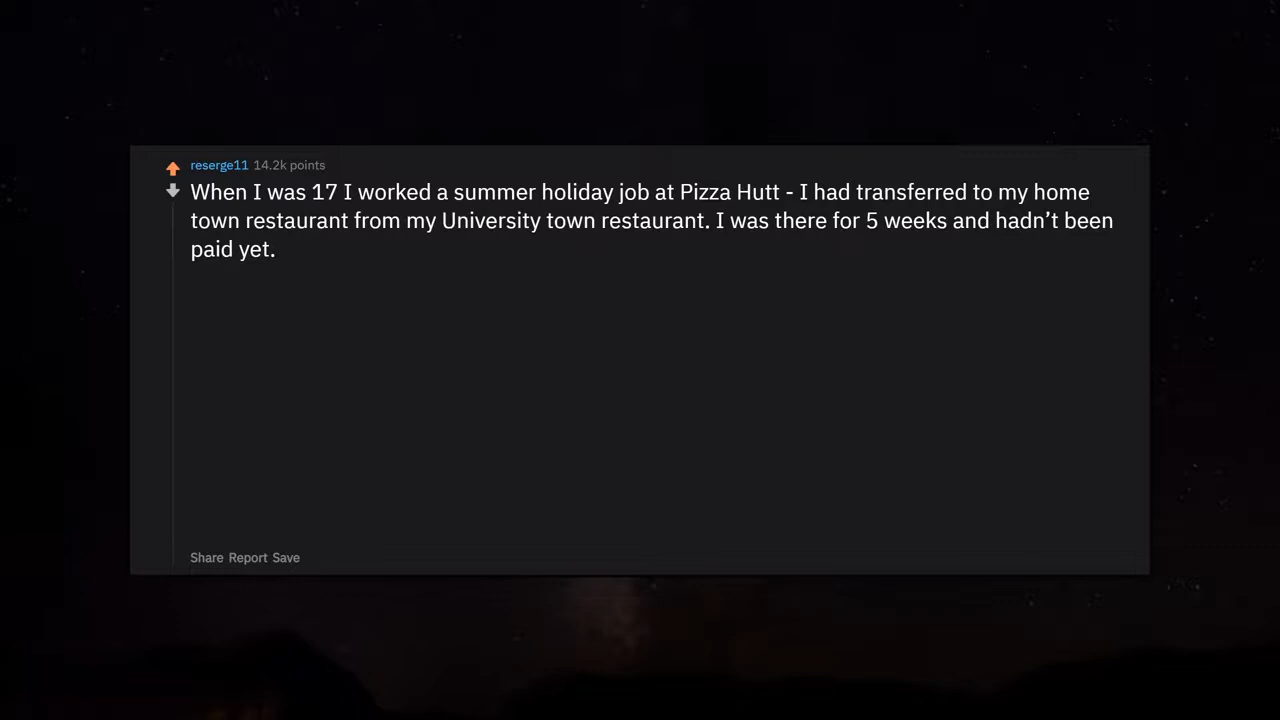 reserge11 14.2k points
When I was 17 I worked a summer holiday job at Pizza Hutt - I had transferred to my home
town restaurant from my University town restaurant. I was there for 5 weeks and hadn’t been
paid yet.
Share Report Save